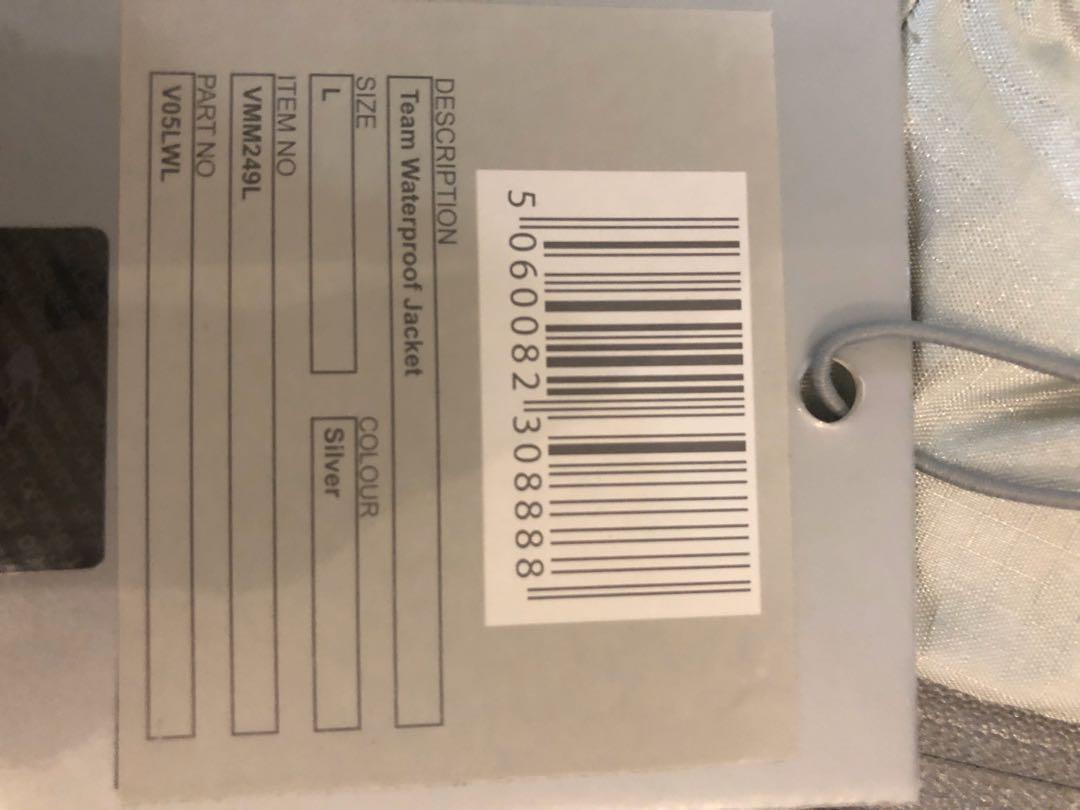 5 060082 308888
DESCRIPTION
Team Waterproof Jacket
SIZE
L
COLOUR
Silver
ITEM NO
VMM249L
PART NO
V05LWL